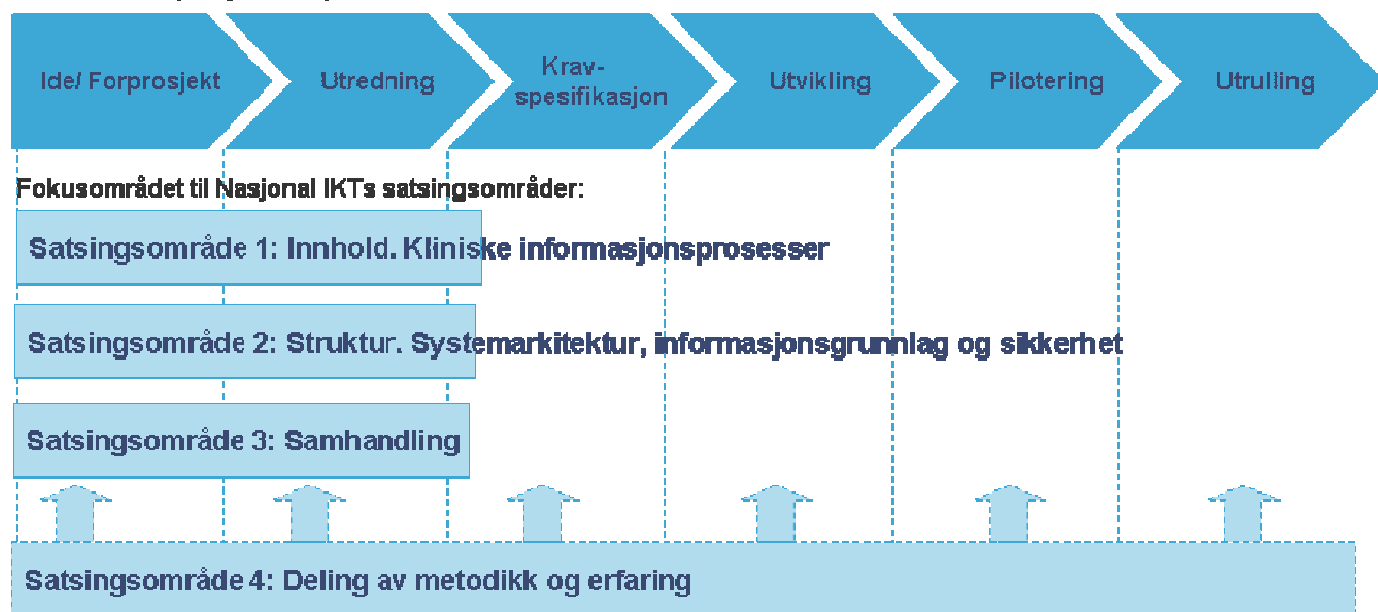 Ide/ Forprosjekt
Utredning
Krav-
spesifikasjon
Utvikling
Pilotering
Utrulling
Fokusområdet til Nasjonal IKTs satsingsområder:
Satsingsområde 1: Innhold. Kliniske informasjonsprosesser
Satsingsområde 2: Struktur. Systemarkitektur, informasjonsgrunnlag og sikkerhet
Satsingsområde 3: Samhandling
Satsingsområde 4: Deling av metodikk og erfaring